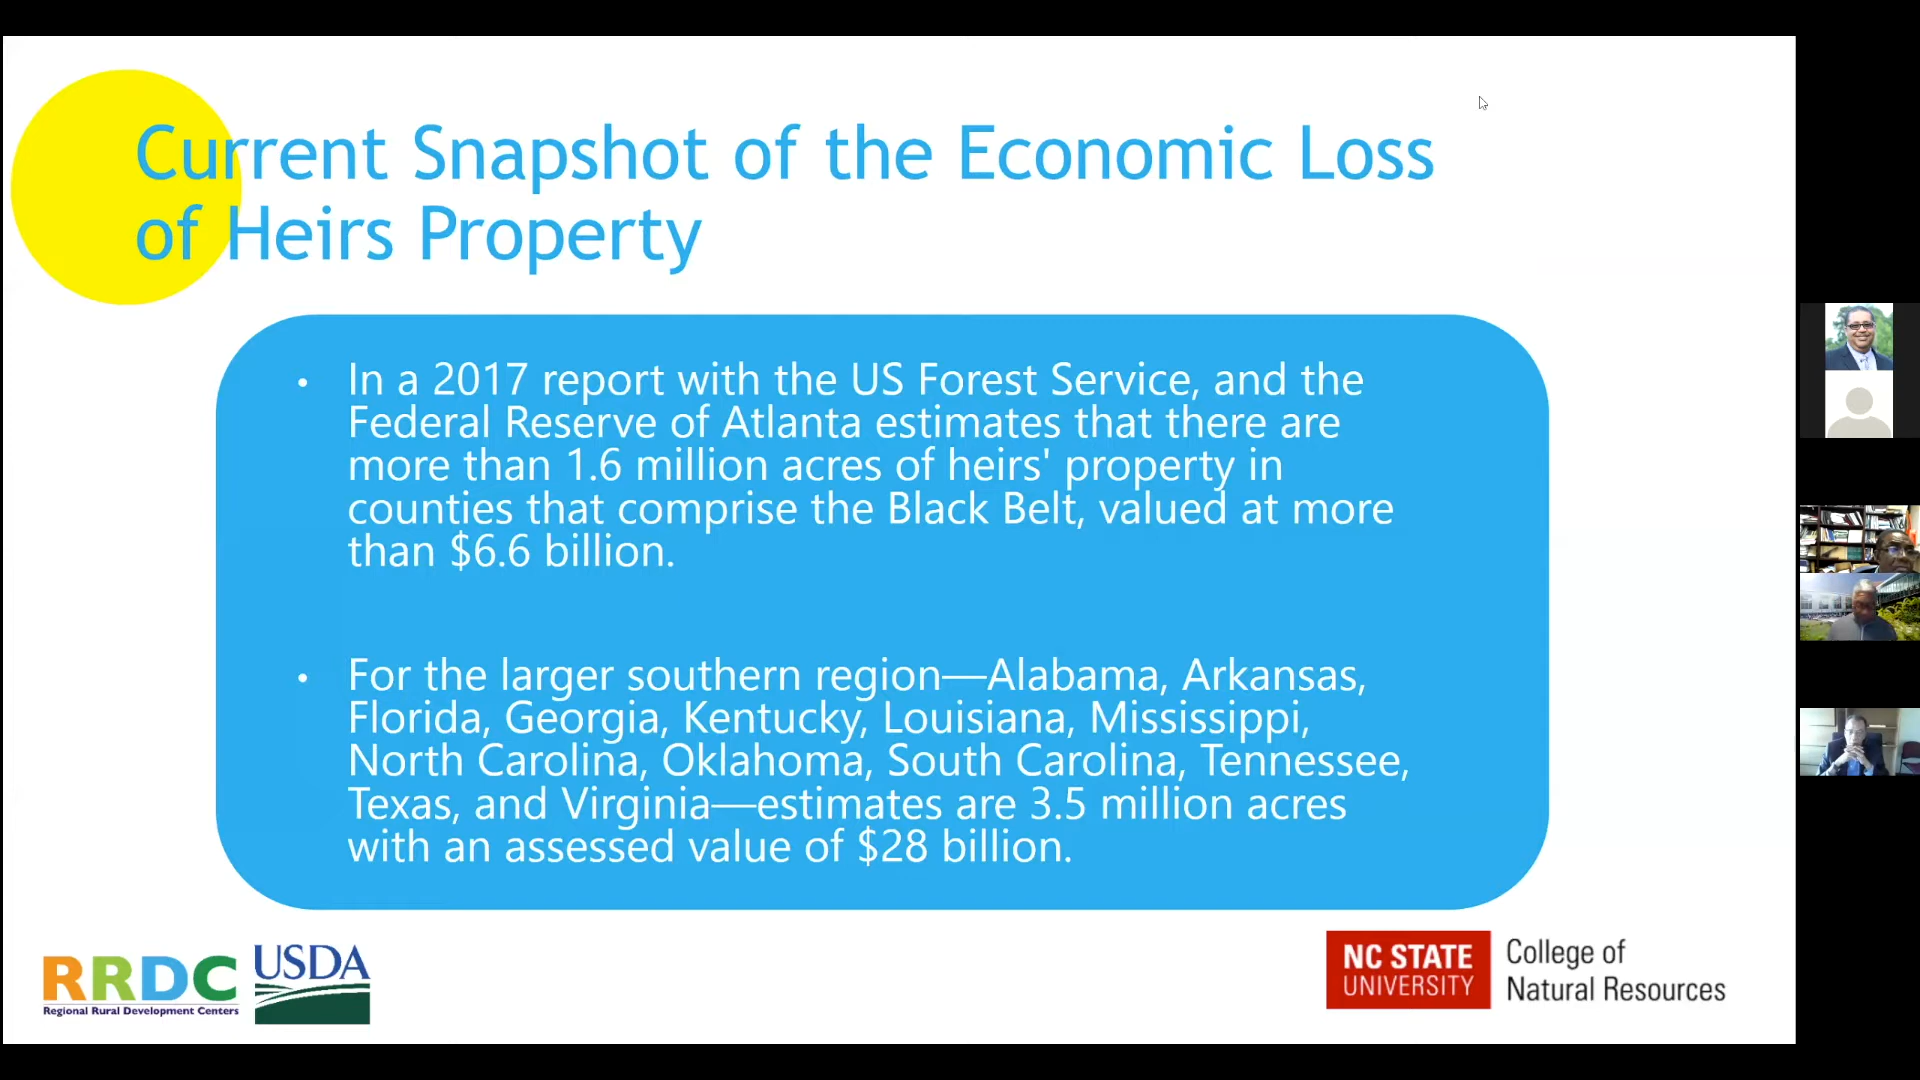 Current Snapshot of the Economic Loss
of Heirs Property
• In a 2017 report with the US Forest Service, and the
Federal Reserve of Atlanta estimates that there are
more than 1.6 million acres of heirs' property in
counties that comprise the Black Belt, valued at more
than $6.6 billion.
• For the larger southern region—Alabama, Arkansas,
Florida, Georgia, Kentucky, Louisiana, Mississippi,
North Carolina, Oklahoma, South Carolina, Tennessee,
Texas, and Virginia—estimates are 3.5 million acres
with an assessed value of $28 billion.
RRDC
Regional Rural Development Centers
USDA
NC STATE
UNIVERSITY
College of
Natural Resources